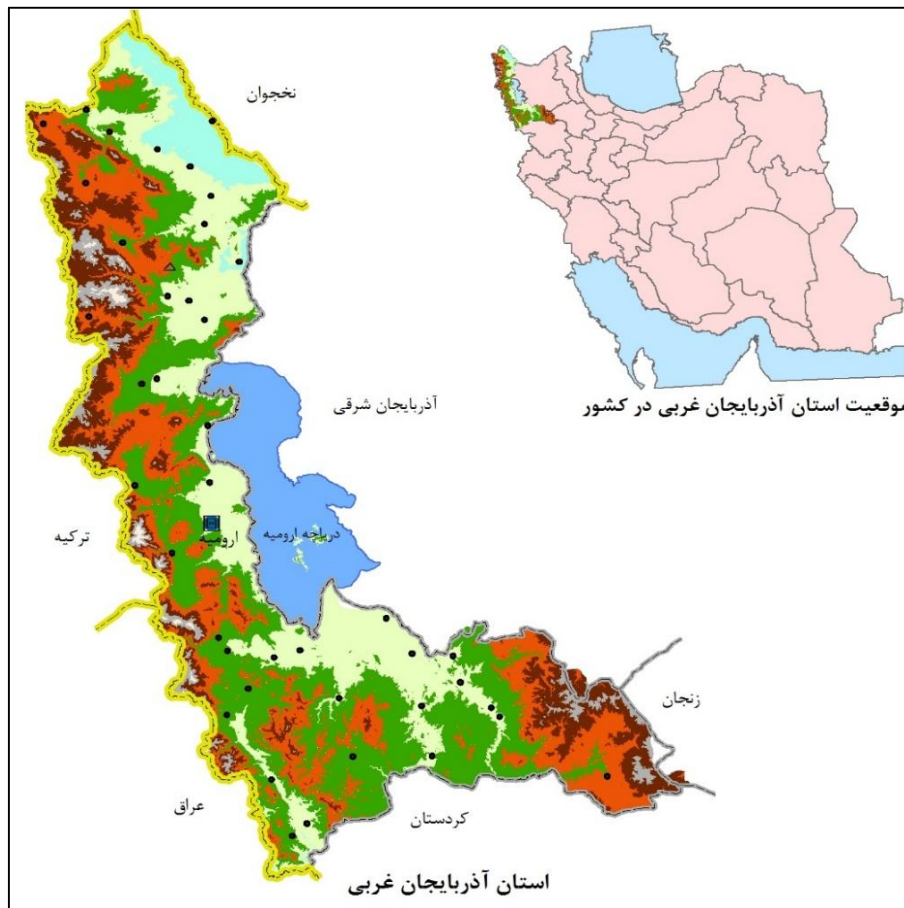 نخجوان
آذربایجان شرقی
موقعیت استان آذربایجان غربی در کشور
ترکیه
ارومیه
دریاچه ارومیه
زنجان
عراق
کردستان
استان آذربایجان غربی